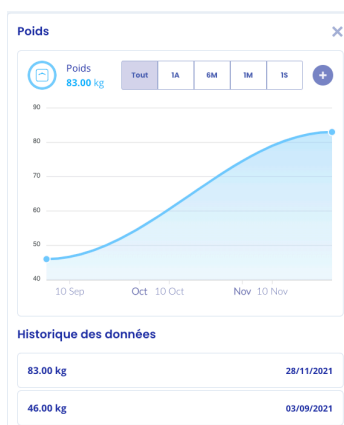 Poids
Poids
83.00 kg
Tout 1A 6M 1M 1S
90
80
70
60
50
40
10 Sep Oct 10 Oct Nov 10 Nov
Historique des données
83.00 kg 28/11/2021
46.00 kg 03/09/2021